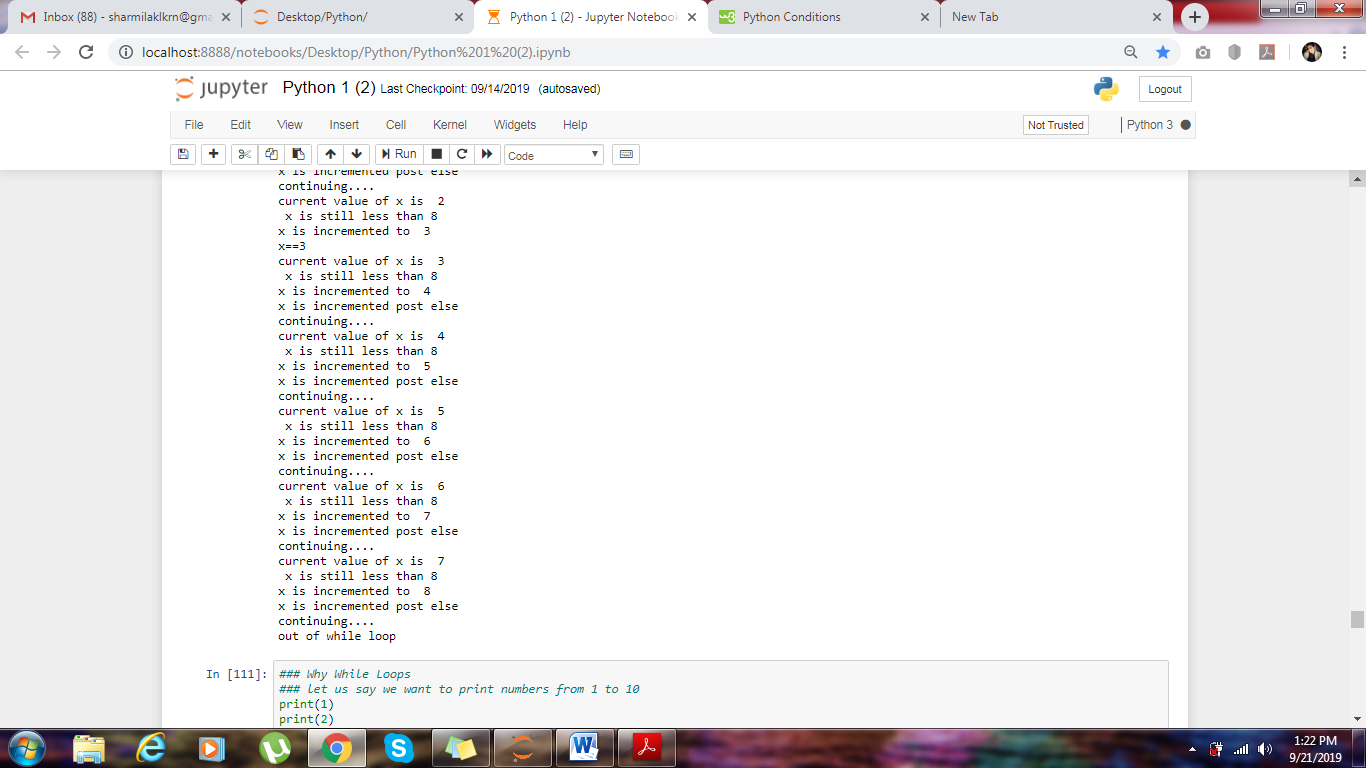 Inbox (88) - sharmilaklkrn@gma
Desktop/Python/
Python 1 (2) - Jupyter Notebook
Python Conditions
New Tab
localhost:8888/notebooks/Desktop/Python/Python%201%20(2).ipynb
jupyter Python 1 (2) Last Checkpoint: 09/14/2019 (autosaved)
Logout
File Edit View Insert Cell Kernel Widgets Help
Not Trusted
Python 3
Run
Code
x is incremented post else
continuing....
current value of x is  2
 x is still less than 8
x is incremented to  3
x==3
current value of x is  3
 x is still less than 8
x is incremented to  4
x is incremented post else
continuing....
current value of x is  4
 x is still less than 8
x is incremented to  5
x is incremented post else
continuing....
current value of x is  5
 x is still less than 8
x is incremented to  6
x is incremented post else
continuing....
current value of x is  6
 x is still less than 8
x is incremented to  7
x is incremented post else
continuing....
current value of x is  7
 x is still less than 8
x is incremented to  8
x is incremented post else
continuing....
out of while loop
In [111]: ### Why While Loops
### let us say we want to print numbers from 1 to 10
print(1)
print(2)
1:22 PM
9/21/2019